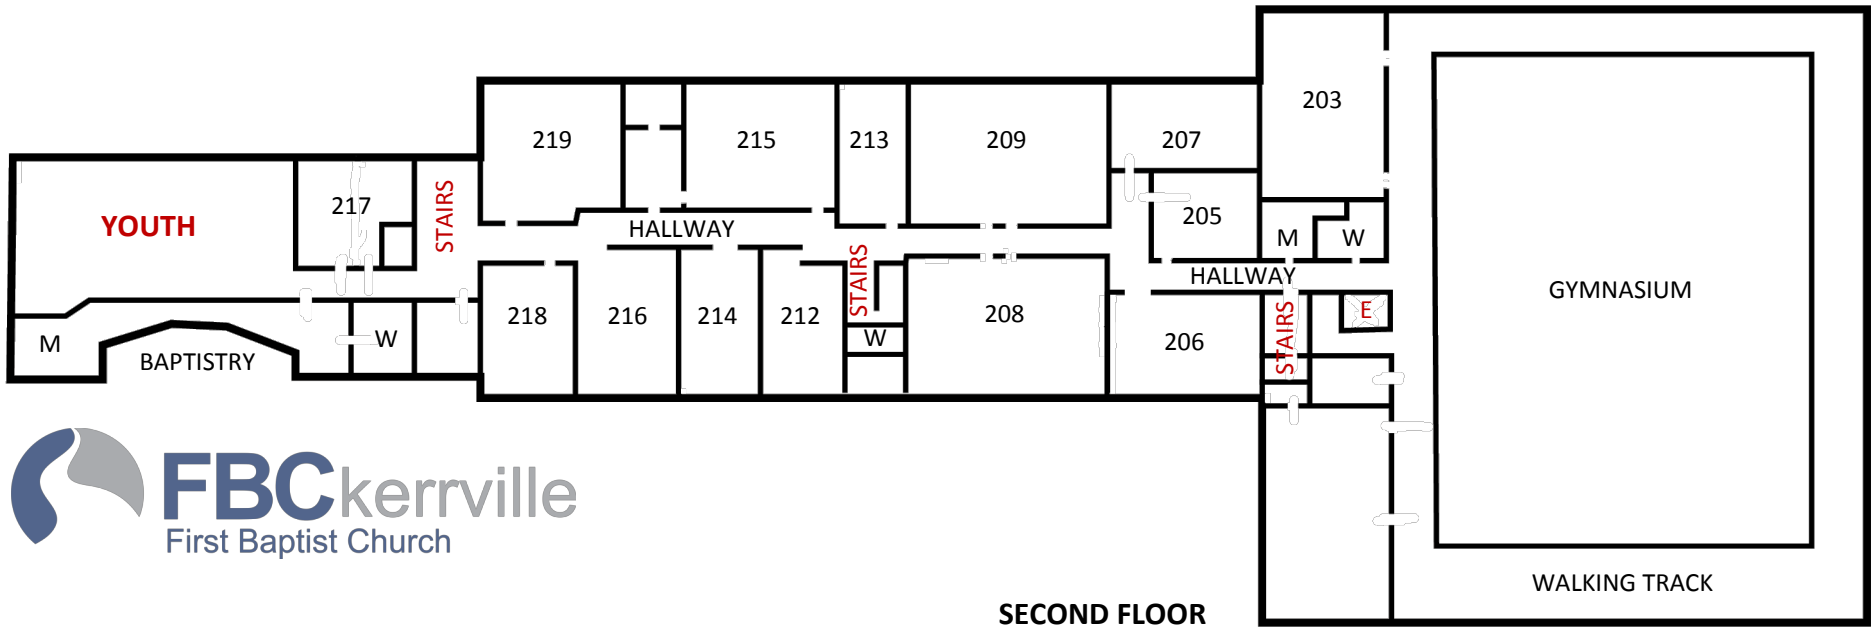 203
219
215
213
209
207
217
STAIRS
YOUTH
205
HALLWAY
M
W
STAIRS
HALLWAY
GYMNASIUM
E
218
216
214
212
208
206
STAIRS
M
W
W
BAPTISTRY
FBCkerrville
First Baptist Church
WALKING TRACK
SECOND FLOOR